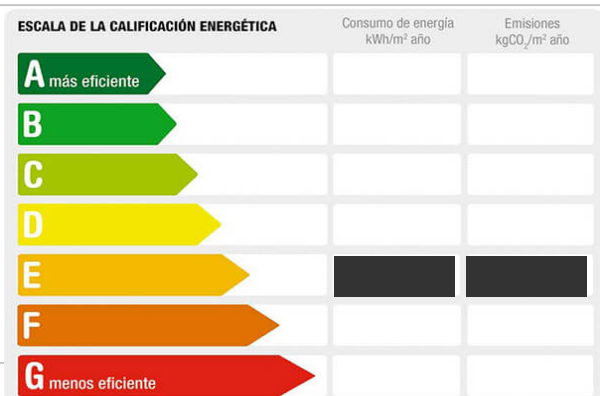 ESCALA DE LA CALIFICACIÓN ENERGÉTICA
Consumo de energía
kWh/m² año
Emisiones
kgCO₂/m² año
A más eficiente
B
C
D
E
F
G menos eficiente